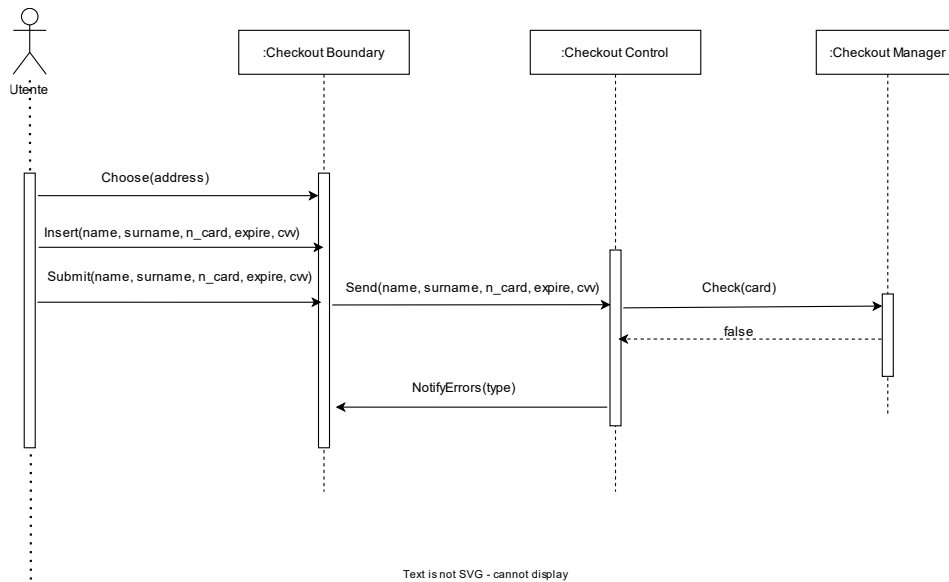 :Checkout Boundary
:Checkout Control
:Checkout Manager
Utente
Choose(address)
Insert(name, surname, n_card, expire, cvv)
Submit(name, surname, n_card, expire, cvv)
Send(name, surname, n_card, expire, cvv)
Check(card)
false
NotifyErrors(type)
Text is not SVG - cannot display